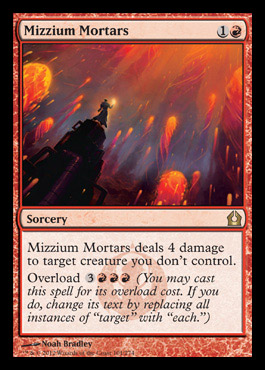 Mizzium Mortars 1
Sorcery
Mizzium Mortars deals 4 damage
to target creature you don't control.
Overload 3 (You may cast
this spell for its overload cost. If you
do, change its text by replacing all
instances of "target" with "each.")
Noah Bradley